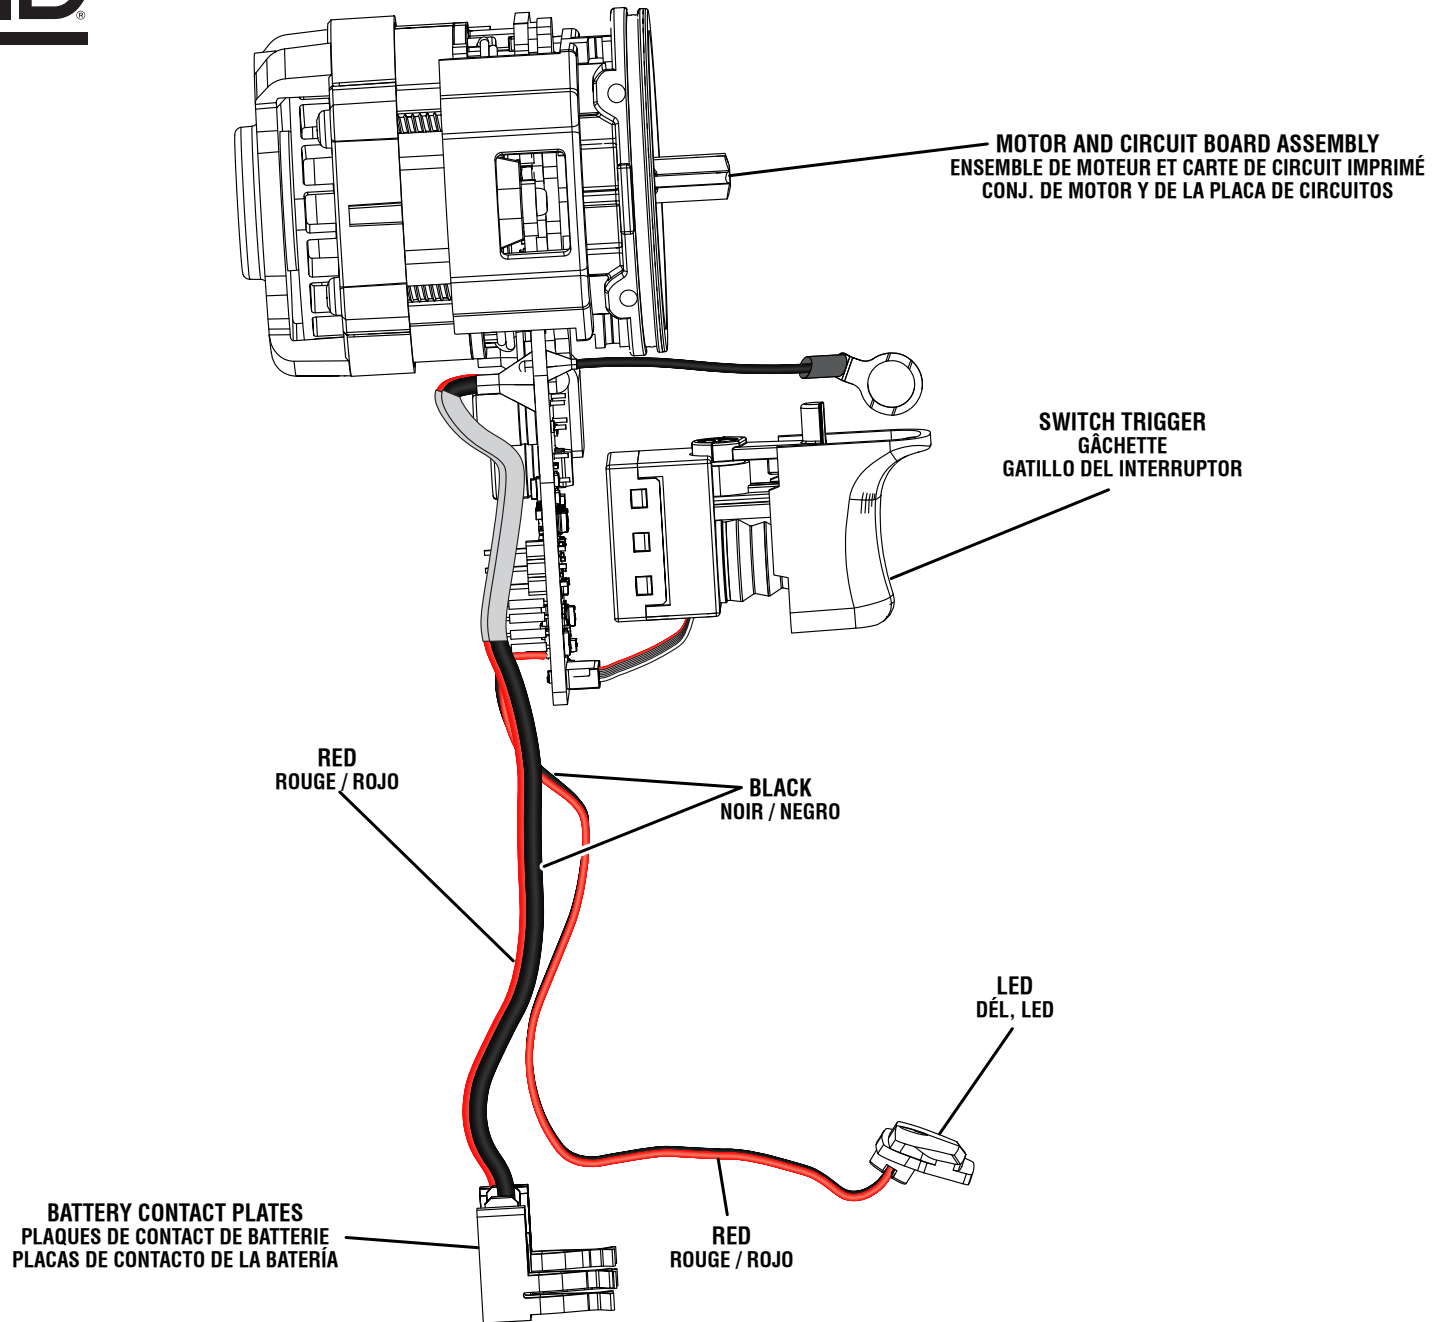 ®
MOTOR AND CIRCUIT BOARD ASSEMBLY
ENSEMBLE DE MOTEUR ET CARTE DE CIRCUIT IMPRIMÉ
CONJ. DE MOTOR Y DE LA PLACA DE CIRCUITOS
SWITCH TRIGGER
GÂCHETTE
GATILLO DEL INTERRUPTOR
RED
ROUGE / ROJO
BLACK
NOIR / NEGRO
LED
DÉL, LED
BATTERY CONTACT PLATES
PLAQUES DE CONTACT DE BATTERIE
PLACAS DE CONTACTO DE LA BATERÍA
RED
ROUGE / ROJO